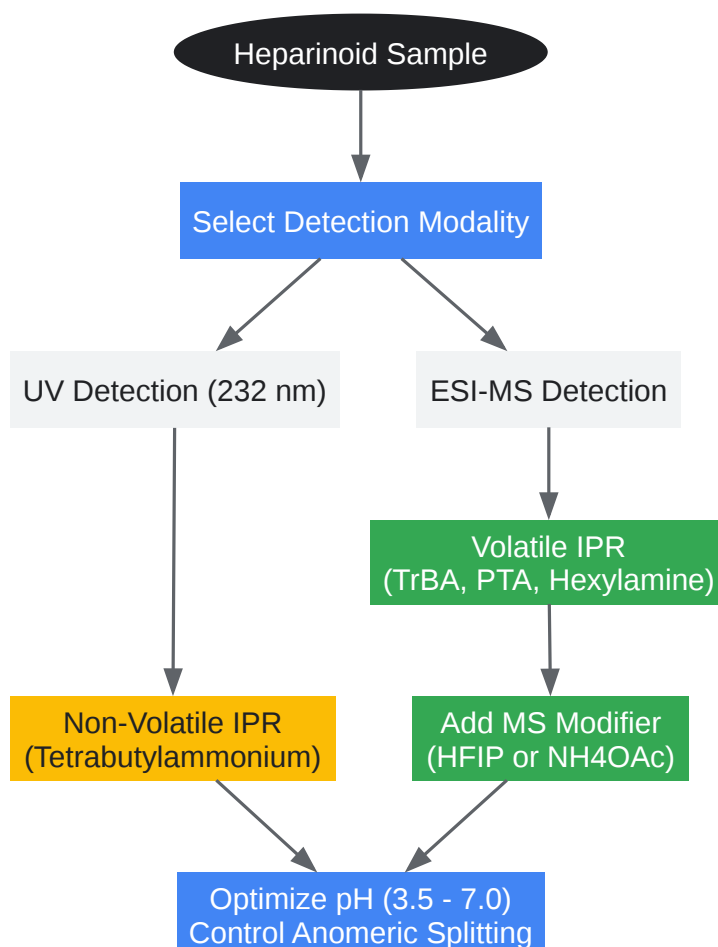 Heparinoid Sample
Select Detection Modality
UV Detection (232 nm)
ESI-MS Detection
Volatile IPR
(TrBA, PTA, Hexylamine)
Non-Volatile IPR
(Tetrabutylammonium)
Add MS Modifier
(HFIP or NH4OAc)
Optimize pH (3.5 - 7.0)
Control Anomeric Splitting